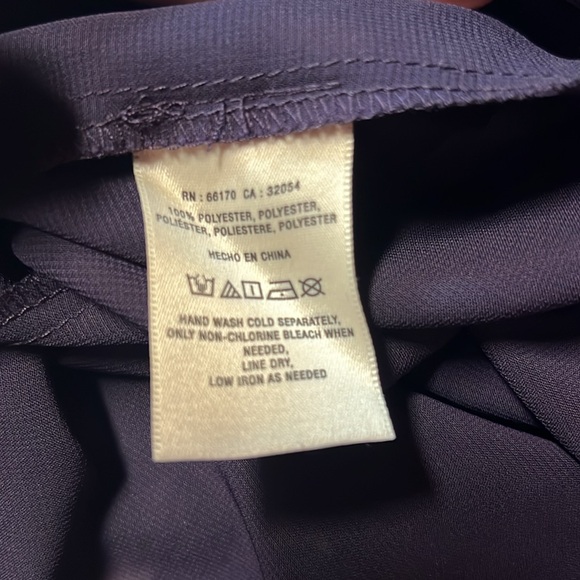 RN : 66170 CA : 32054
100% POLYESTER, POLYESTER,
POLIÉSTER, POLIESTERE, POLYESTER
HECHO EN CHINA
HAND WASH COLD SEPARATELY,
ONLY NON-CHLORINE BLEACH WHEN
NEEDED,
LINE DRY,
LOW IRON AS NEEDED